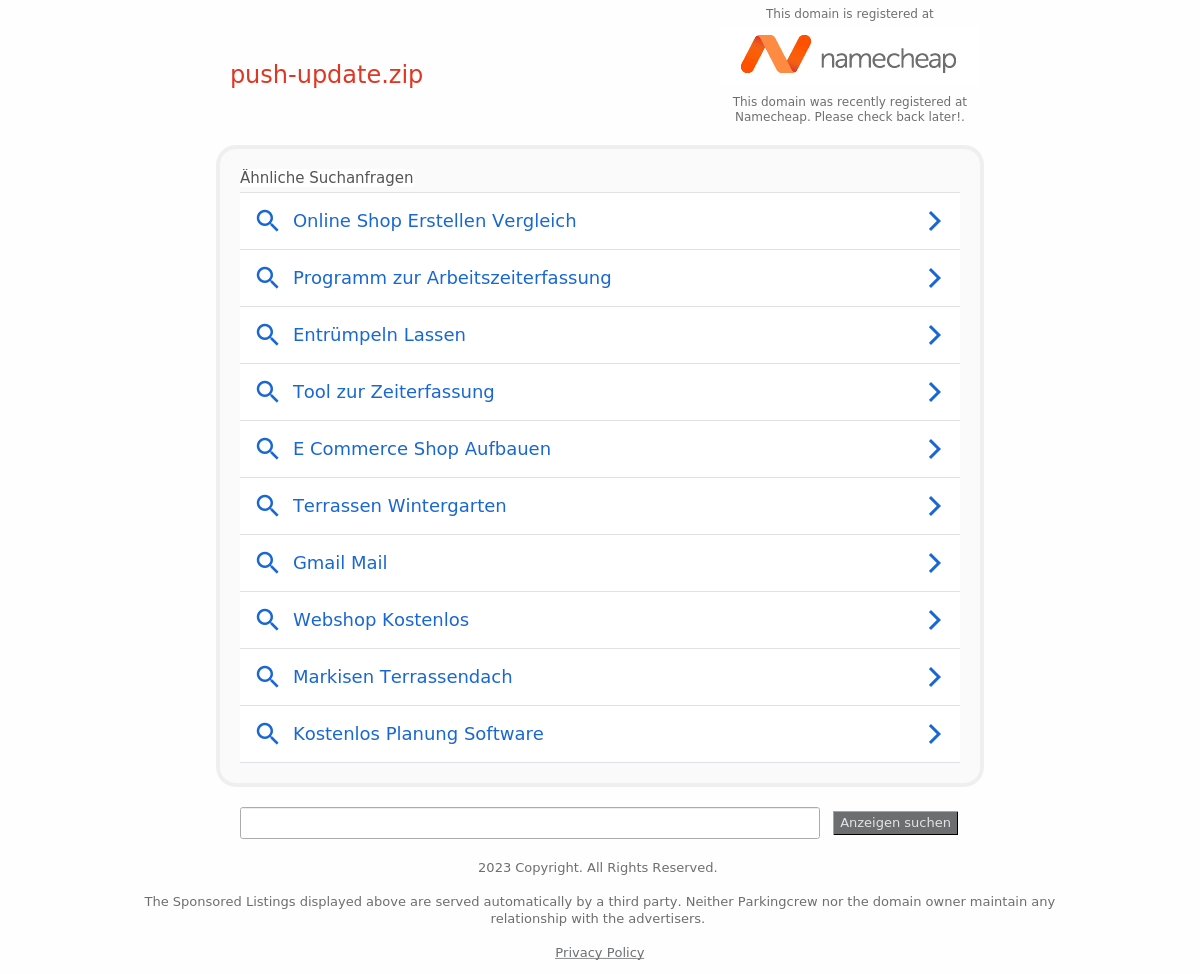 This domain is registered at
namecheap
push-update.zip
This domain was recently registered at
Namecheap. Please check back later!.
Ähnliche Suchanfragen
Online Shop Erstellen Vergleich
Programm zur Arbeitszeiterfassung
Entrümpeln Lassen
Tool zur Zeiterfassung
E Commerce Shop Aufbauen
Terrassen Wintergarten
Gmail Mail
Webshop Kostenlos
Markisen Terrassendach
Kostenlos Planung Software
Anzeigen suchen
2023 Copyright. All Rights Reserved.
The Sponsored Listings displayed above are served automatically by a third party. Neither Parkingcrew nor the domain owner maintain any
relationship with the advertisers.
Privacy Policy